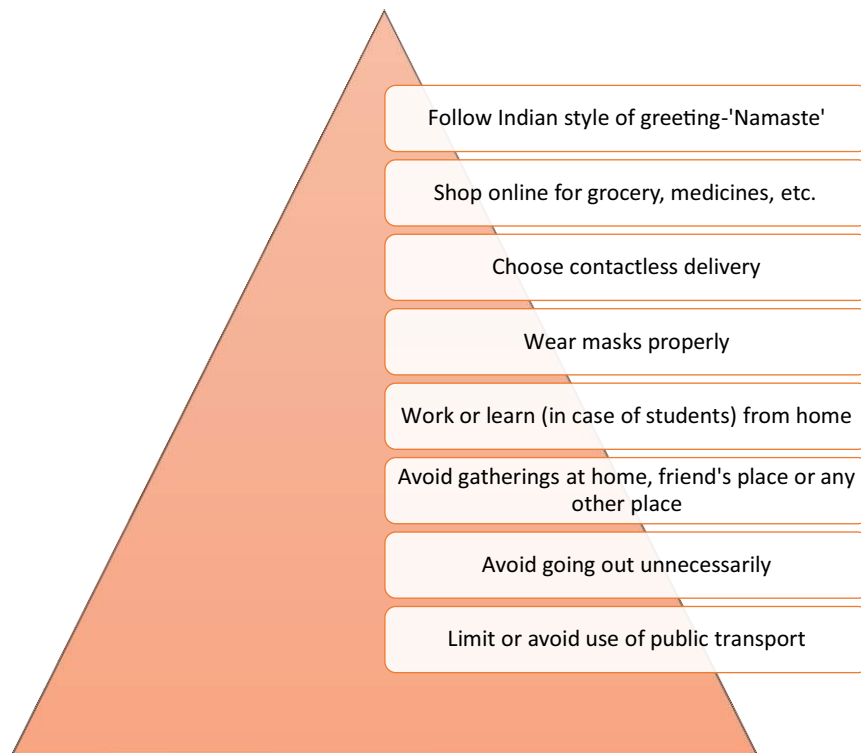 Follow Indian style of greeting-'Namaste'
Shop online for grocery, medicines, etc.
Choose contactless delivery
Wear masks properly
Work or learn (in case of students) from home
Avoid gatherings at home, friend's place or any
other place
Avoid going out unnecessarily
Limit or avoid use of public transport